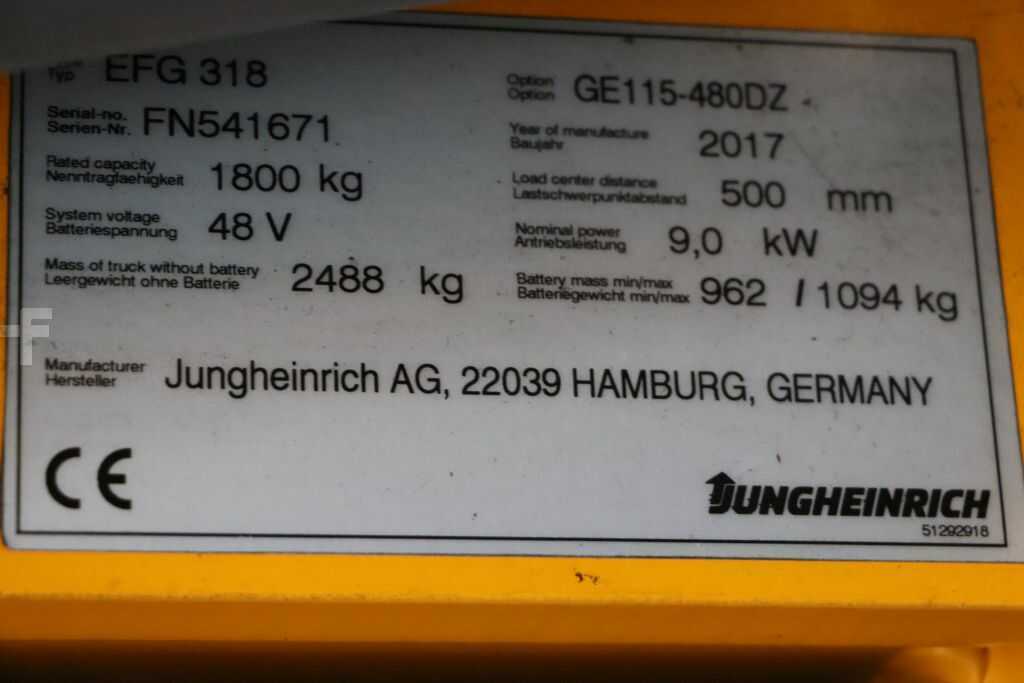 Typ EFG 318
Option
Option GE115-480DZ
Serial-no.
Serien-Nr. FN541671
Year of manufacture
Baujahr 2017
Rated capacity
Nenntragfaehigkeit 1800 kg
Load center distance
Lastschwerpunktabstand 500 mm
System voltage
Batteriespannung 48 V
Nominal power
Antriebsleistung 9,0 kW
Mass of truck without battery
Leergewicht ohne Batterie 2488 kg
Battery mass min/max
Batteriegewicht min/max 962 / 1094 kg
Manufacturer
Hersteller Jungheinrich AG, 22039 HAMBURG, GERMANY
CE
JUNGHEINRICH
51292918